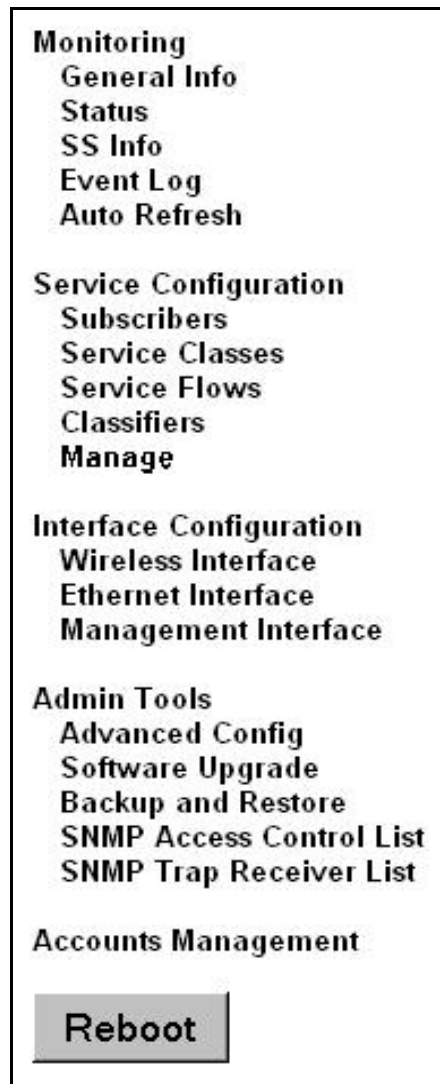 Monitoring
General Info
Status
SS Info
Event Log
Auto Refresh
Service Configuration
Subscribers
Service Classes
Service Flows
Classifiers
Manage
Interface Configuration
Wireless Interface
Ethernet Interface
Management Interface
Admin Tools
Advanced Config
Software Upgrade
Backup and Restore
SNMP Access Control List
SNMP Trap Receiver List
Accounts Management
Reboot